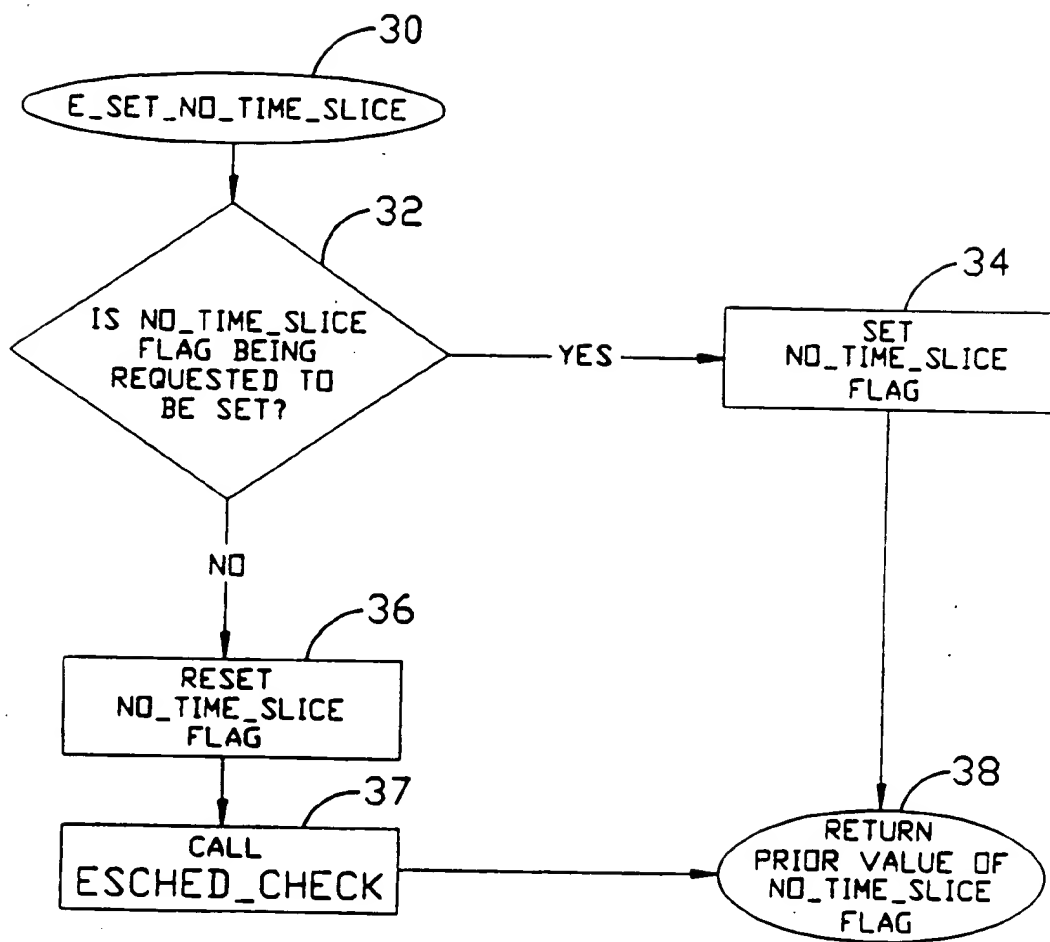 30
E_SET_NO_TIME_SLICE
32
IS NO_TIME_SLICE
FLAG BEING
REQUESTED TO
BE SET?
YES
34
SET
NO_TIME_SLICE
FLAG
NO
36
RESET
NO_TIME_SLICE
FLAG
37
CALL
ESCHED_CHECK
38
RETURN
PRIOR VALUE OF
NO_TIME_SLICE
FLAG